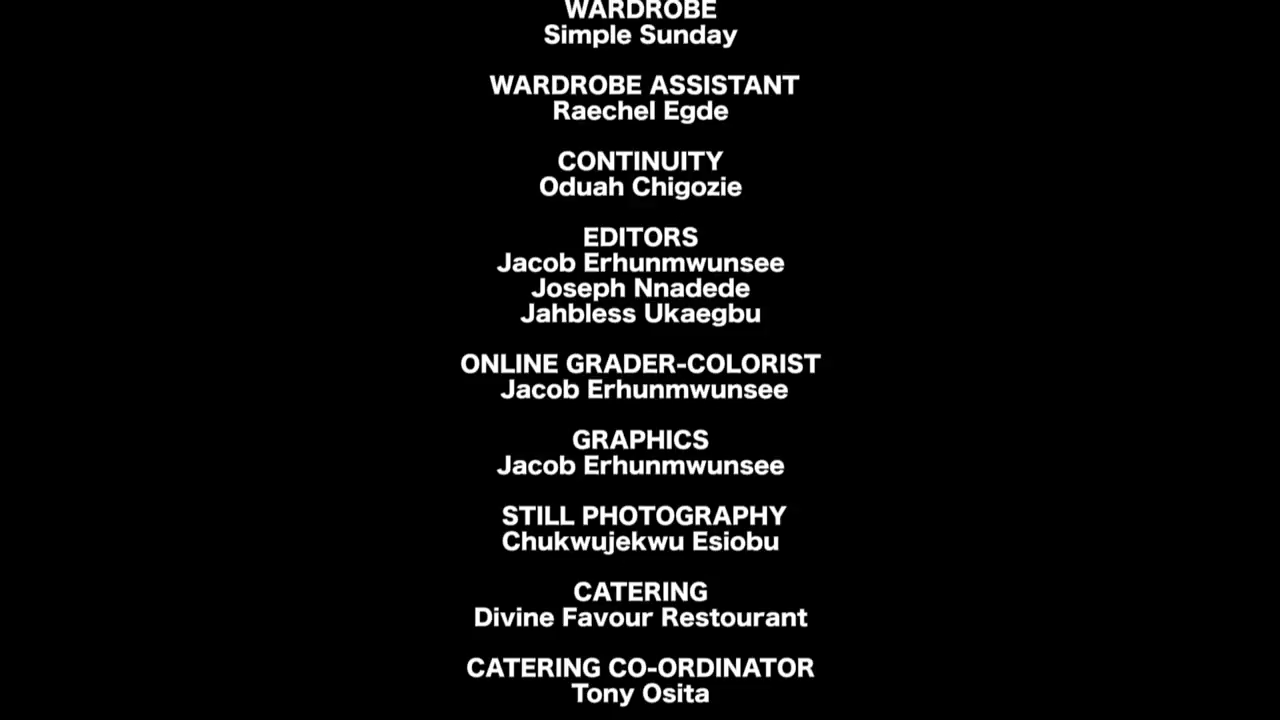 WARDROBE
Simple Sunday
WARDROBE ASSISTANT
Raechel Egde
CONTINUITY
Oduah Chigozie
EDITORS
Jacob Erhunmwunsee
Joseph Nnadede
Jahbless Ukaegbu
ONLINE GRADER-COLORIST
Jacob Erhunmwunsee
GRAPHICS
Jacob Erhunmwunsee
STILL PHOTOGRAPHY
Chukwujekwu Esiobu
CATERING
Divine Favour Restourant
CATERING CO-ORDINATOR
Tony Osita